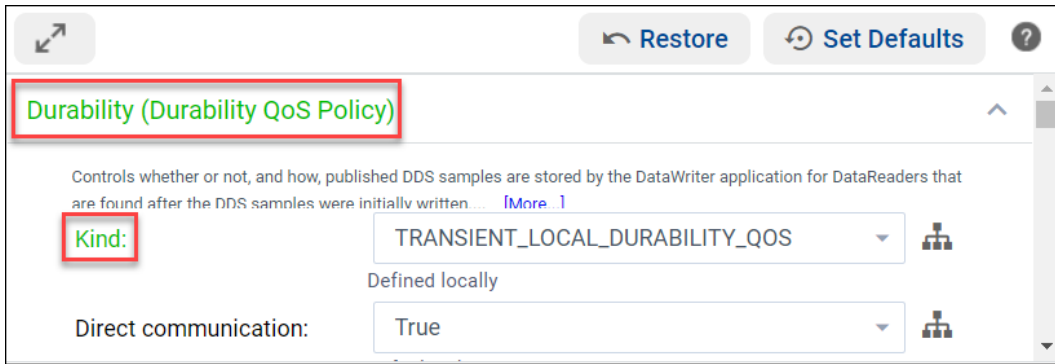 Restore
Set Defaults
?
Durability (Durability QoS Policy)
Controls whether or not, and how, published DDS samples are stored by the DataWriter application for DataReaders that
are found after the DDS samples were initially written.... [More...]
Kind:
TRANSIENT_LOCAL_DURABILITY_QOS
Defined locally
Direct communication:
True